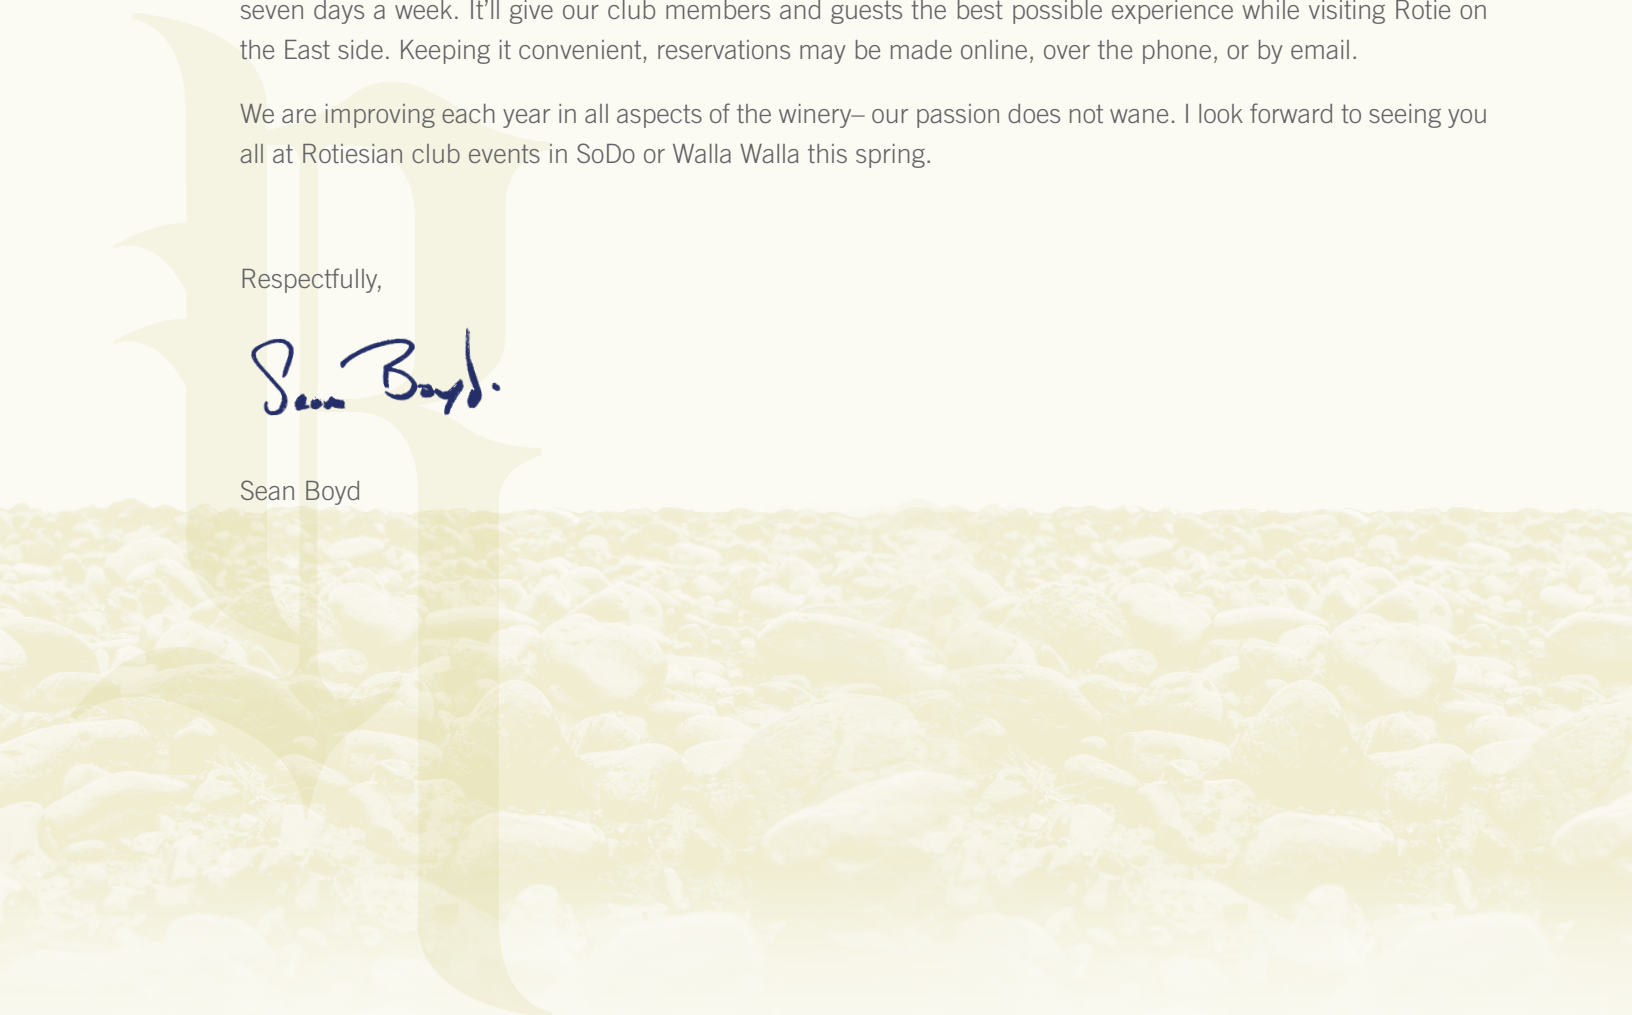 seven days a week. It’ll give our club members and guests the best possible experience while visiting Rotie on
the East side. Keeping it convenient, reservations may be made online, over the phone, or by email.
We are improving each year in all aspects of the winery– our passion does not wane. I look forward to seeing you
all at Rotiesian club events in SoDo or Walla Walla this spring.
Respectfully,
Sean Boyd.
Sean Boyd